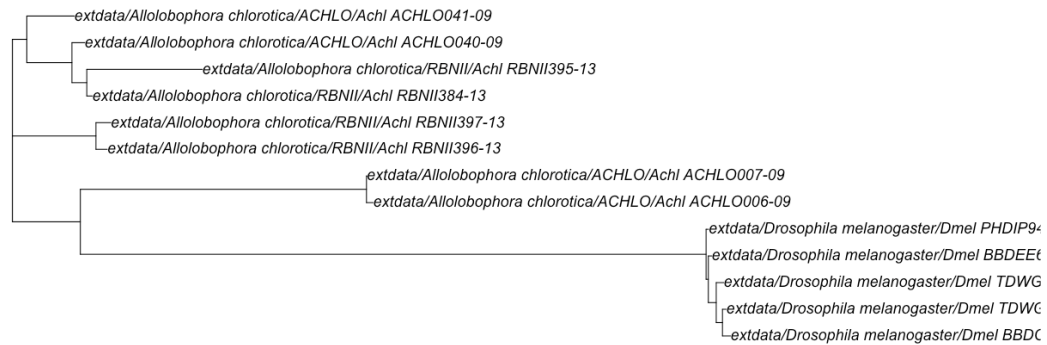 extdata/Allolobophora chlorotica/ACHLO/Achl ACHLO041-09
extdata/Allolobophora chlorotica/ACHLO/Achl ACHLO040-09
extdata/Allolobophora chlorotica/RBNII/Achl RBNII395-13
extdata/Allolobophora chlorotica/RBNII/Achl RBNII384-13
extdata/Allolobophora chlorotica/RBNII/Achl RBNII397-13
extdata/Allolobophora chlorotica/RBNII/Achl RBNII396-13
extdata/Allolobophora chlorotica/ACHLO/Achl ACHLO007-09
extdata/Allolobophora chlorotica/ACHLO/Achl ACHLO006-09
extdata/Drosophila melanogaster/Dmel PHDIP94
extdata/Drosophila melanogaster/Dmel BBDEE6
extdata/Drosophila melanogaster/Dmel TDWG
extdata/Drosophila melanogaster/Dmel TDWG
extdata/Drosophila melanogaster/Dmel